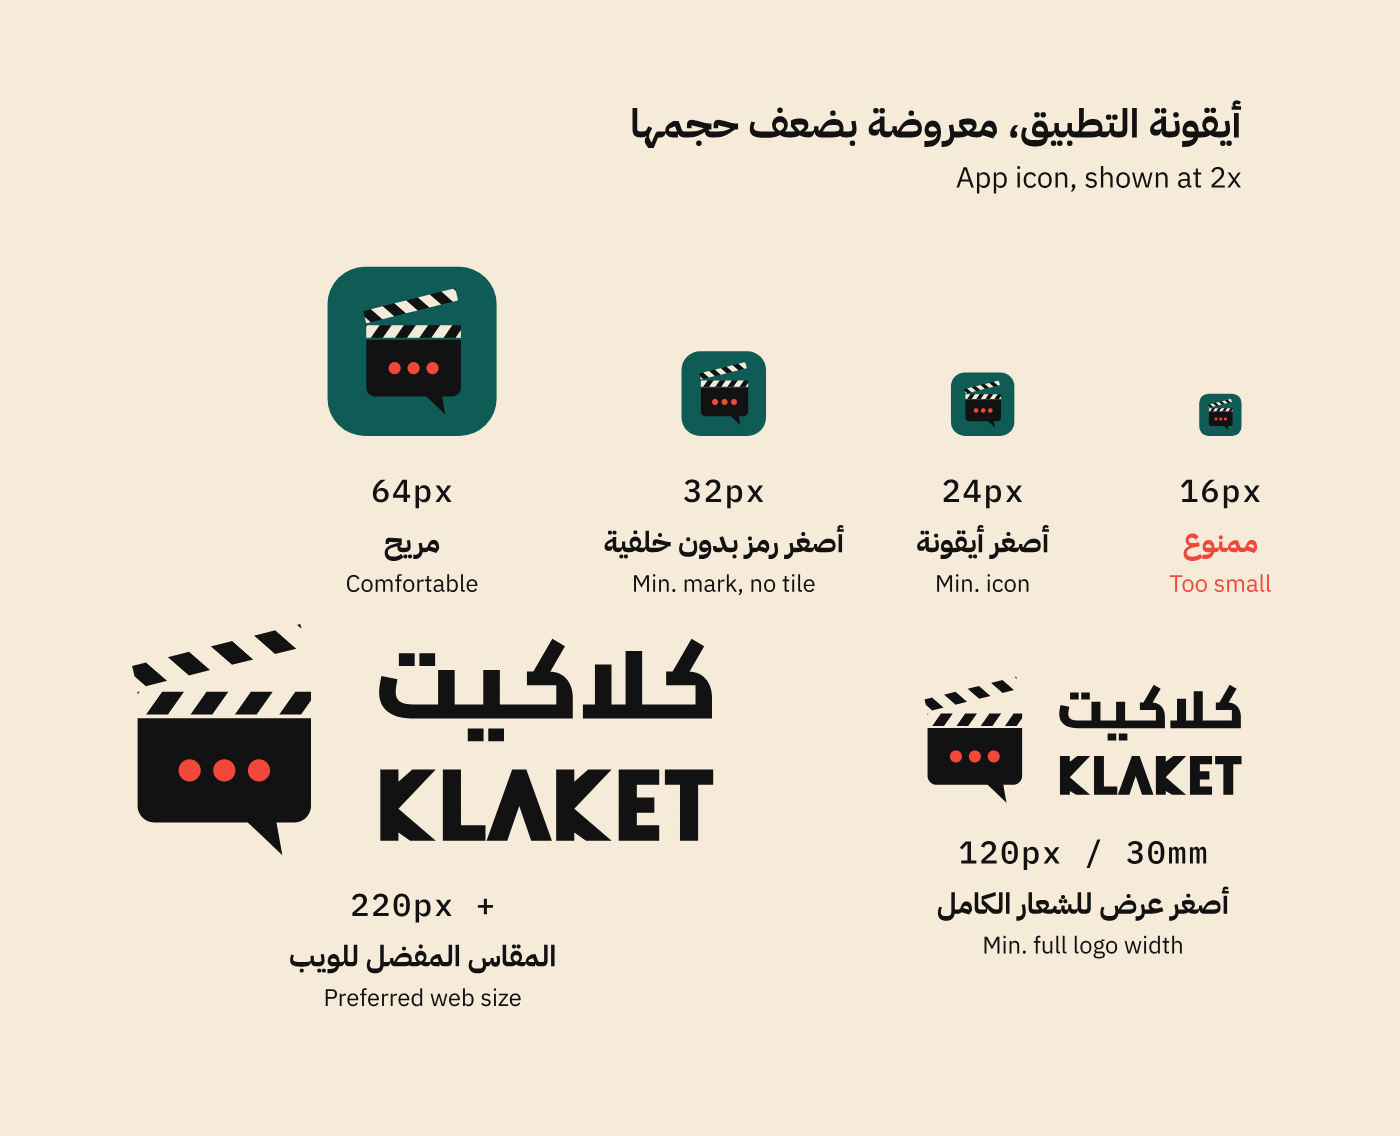 أيقونة التطبيق، معروضة بضعف حجمها
App icon, shown at 2x
16px
ممنوع
Too small
24px
أصغر أيقونة
Min. icon
32px
أصغر رمز بدون خلفية
Min. mark, no tile
64px
مريح
Comfortable
كلاكيت
KLAKET
120px / 30mm
أصغر عرض للشعار الكامل
Min. full logo width
كلاكيت
KLAKET
220px +
المقاس المفضل للويب
Preferred web size